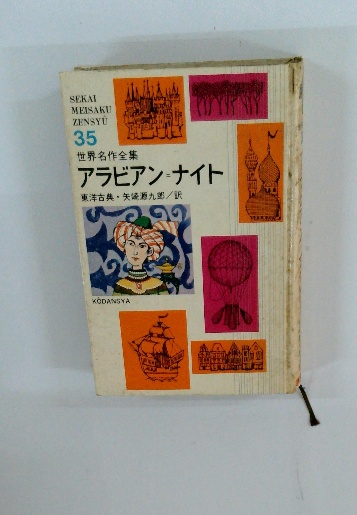 SEKAI
MEISAKU
ZENSYŪ
35
世界名作全集
アラビアン=ナイト
東洋古典・矢崎源九郎/訳
KŌDANSYA